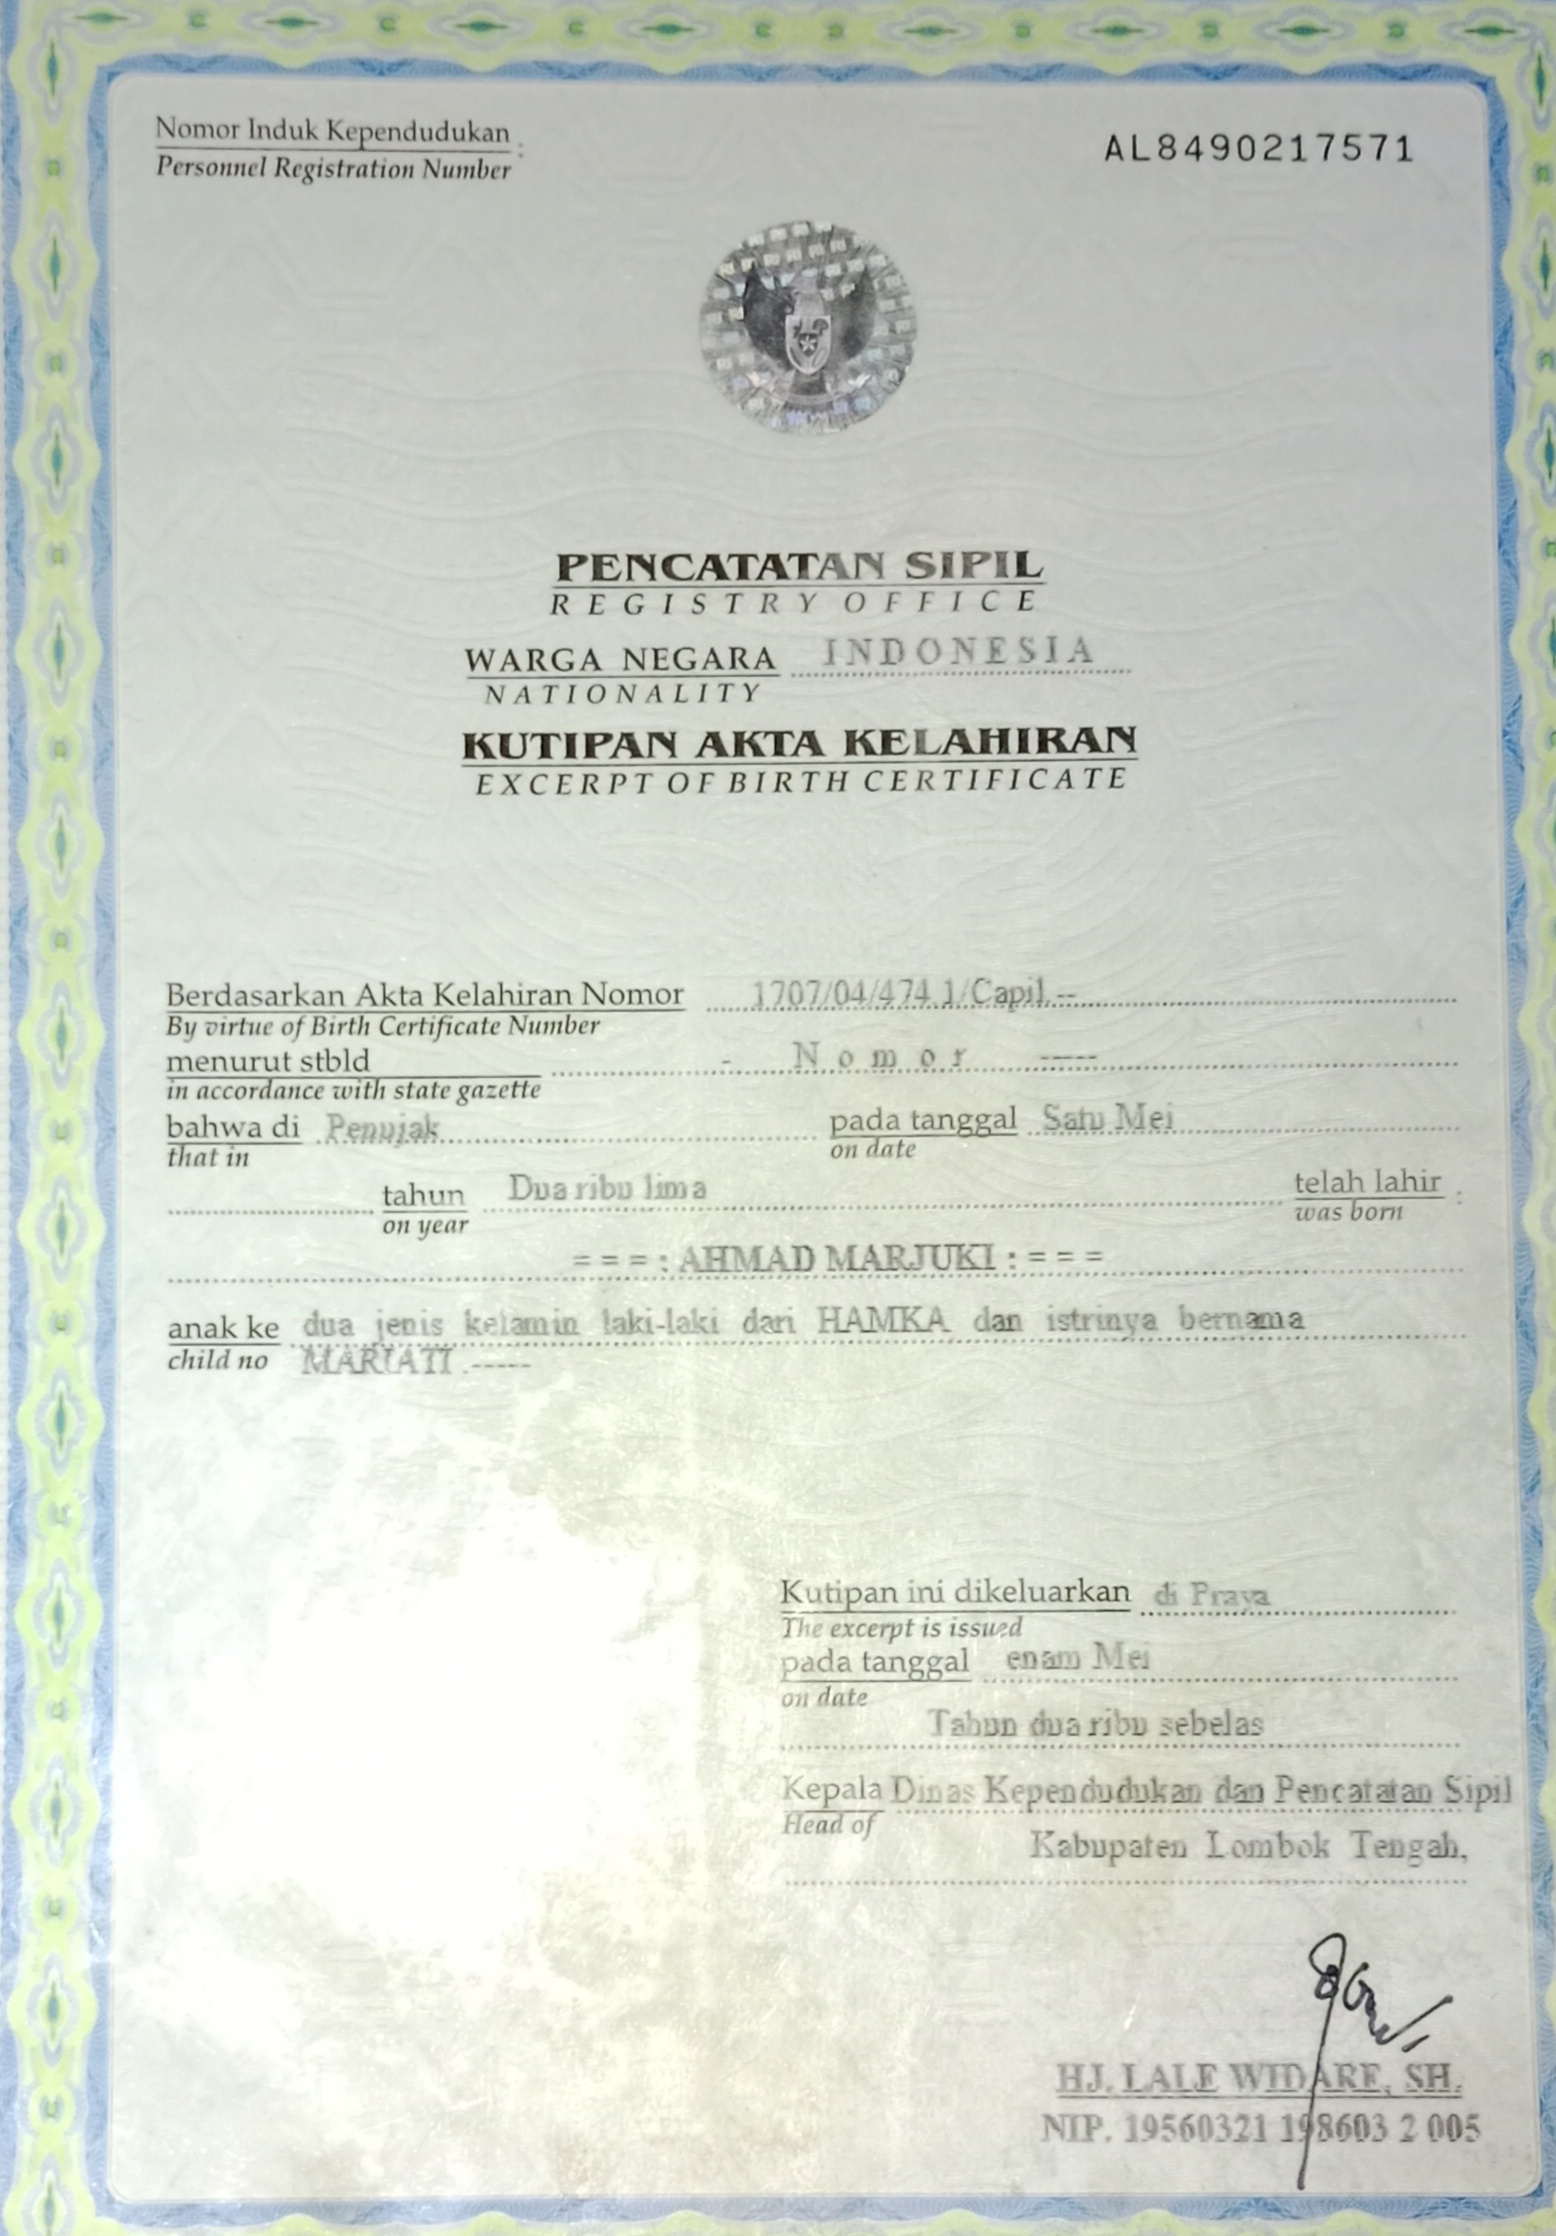 Nomor Induk Kependudukan :
Personnel Registration Number
AL8490217571
PENCATATAN SIPIL
REGISTRY OFFICE
WARGA NEGARA INDONESIA
NATIONALITY
KUTIPAN AKTA KELAHIRAN
EXCERPT OF BIRTH CERTIFICATE
Berdasarkan Akta Kelahiran Nomor 1707/04/474.1/Capil.--
By virtue of Birth Certificate Number
menurut stbld - Nomor -----
in accordance with state gazette
bahwa di Penujak pada tanggal Satu Mei
that in on date
tahun Dua ribu lima telah lahir :
on year was born
= = = : AHMAD MARJUKI : = = =
anak ke dua jenis kelamin laki-laki dari HAMKA dan istrinya bernama
child no MARIATI .-----
Kutipan ini dikeluarkan di Praya
The excerpt is issued
pada tanggal enam Mei
on date
Tahun dua ribu sebelas
Kepala Dinas Kependudukan dan Pencatatan Sipil
Head of
Kabupaten Lombok Tengah,
HJ. LALE WIDARE, SH.
NIP. 19560321 198603 2 005